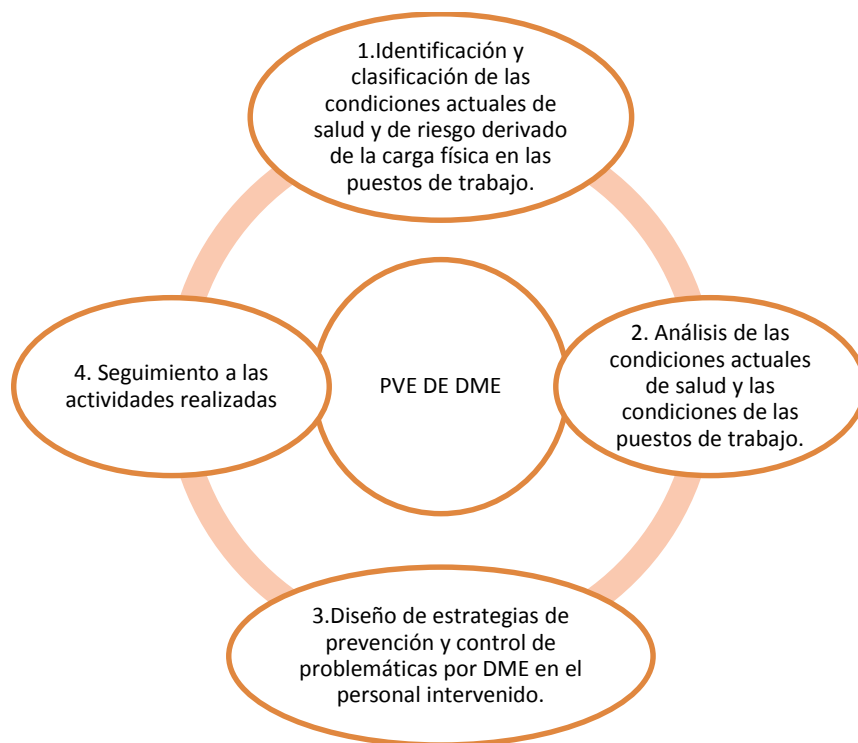 1.Identificación y
clasificación de las
condiciones actuales de
salud y de riesgo derivado
de la carga física en las
puestos de trabajo.
2. Análisis de las
condiciones actuales
de salud y las
condiciones de las
puestos de trabajo.
PVE DE DME
4. Seguimiento a las
actividades realizadas
3.Diseño de estrategias de
prevención y control de
problemáticas por DME en el
personal intervenido.